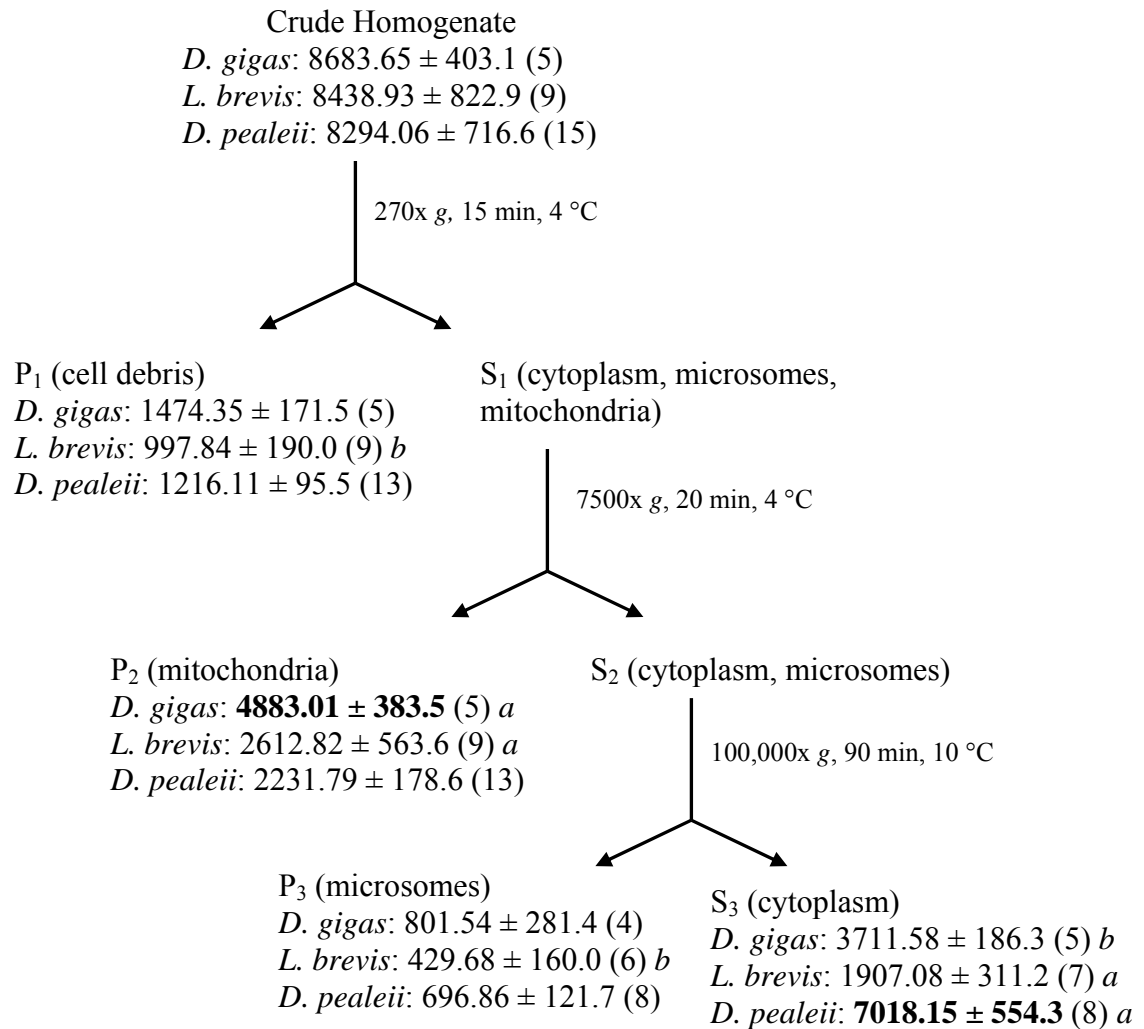 Crude Homogenate
D. gigas: 8683.65 ± 403.1 (5)
L. brevis: 8438.93 ± 822.9 (9)
D. pealeii: 8294.06 ± 716.6 (15)
270x g, 15 min, 4 °C
P₁ (cell debris)
D. gigas: 1474.35 ± 171.5 (5)
L. brevis: 997.84 ± 190.0 (9) b
D. pealeii: 1216.11 ± 95.5 (13)
S₁ (cytoplasm, microsomes,
mitochondria)
7500x g, 20 min, 4 °C
P₂ (mitochondria)
D. gigas: 4883.01 ± 383.5 (5) a
L. brevis: 2612.82 ± 563.6 (9) a
D. pealeii: 2231.79 ± 178.6 (13)
S₂ (cytoplasm, microsomes)
100,000x g, 90 min, 10 °C
P₃ (microsomes)
D. gigas: 801.54 ± 281.4 (4)
L. brevis: 429.68 ± 160.0 (6) b
D. pealeii: 696.86 ± 121.7 (8)
S₃ (cytoplasm)
D. gigas: 3711.58 ± 186.3 (5) b
L. brevis: 1907.08 ± 311.2 (7) a
D. pealeii: 7018.15 ± 554.3 (8) a